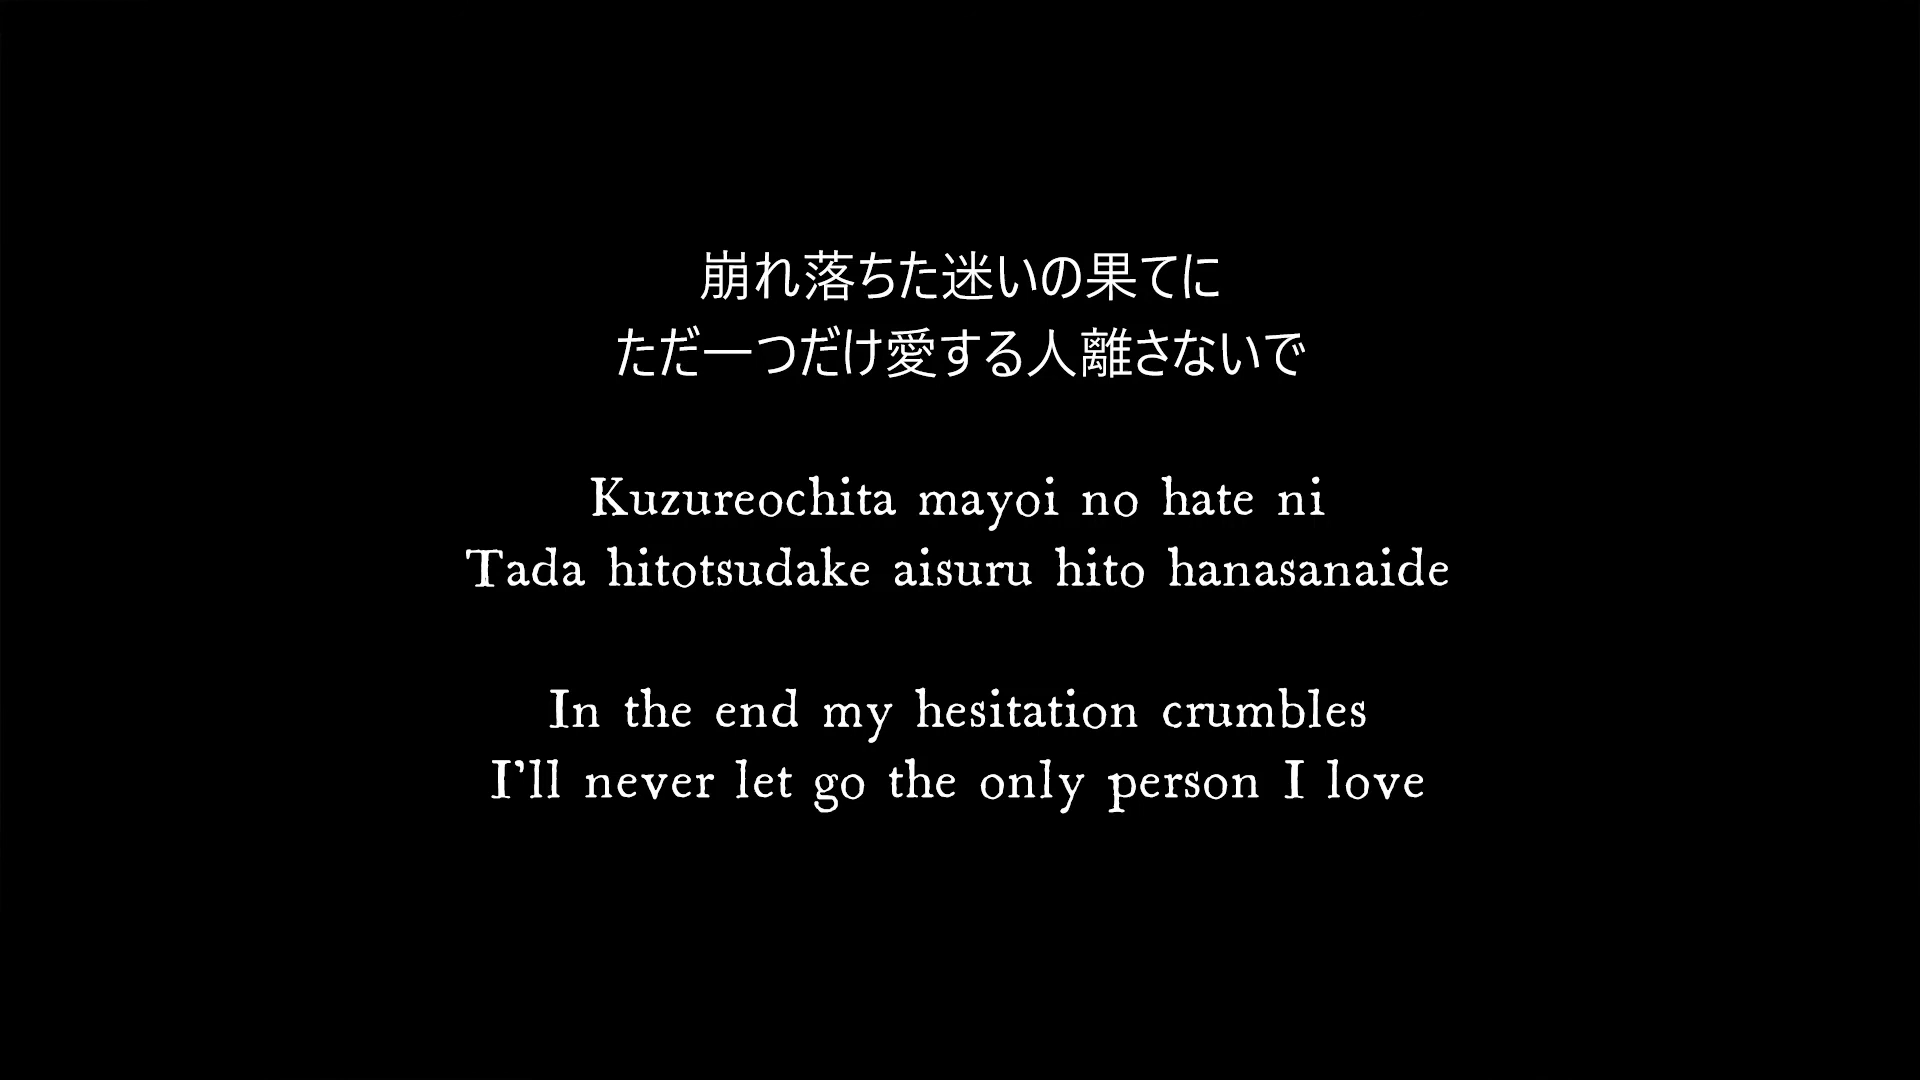 崩れ落ちた迷いの果てに
ただ一つだけ愛する人離さないで
Kuzureochita mayoi no hate ni
Tada hitotsudake aisuru hito hanasanaide
In the end my hesitation crumbles
I'll never let go the only person I love